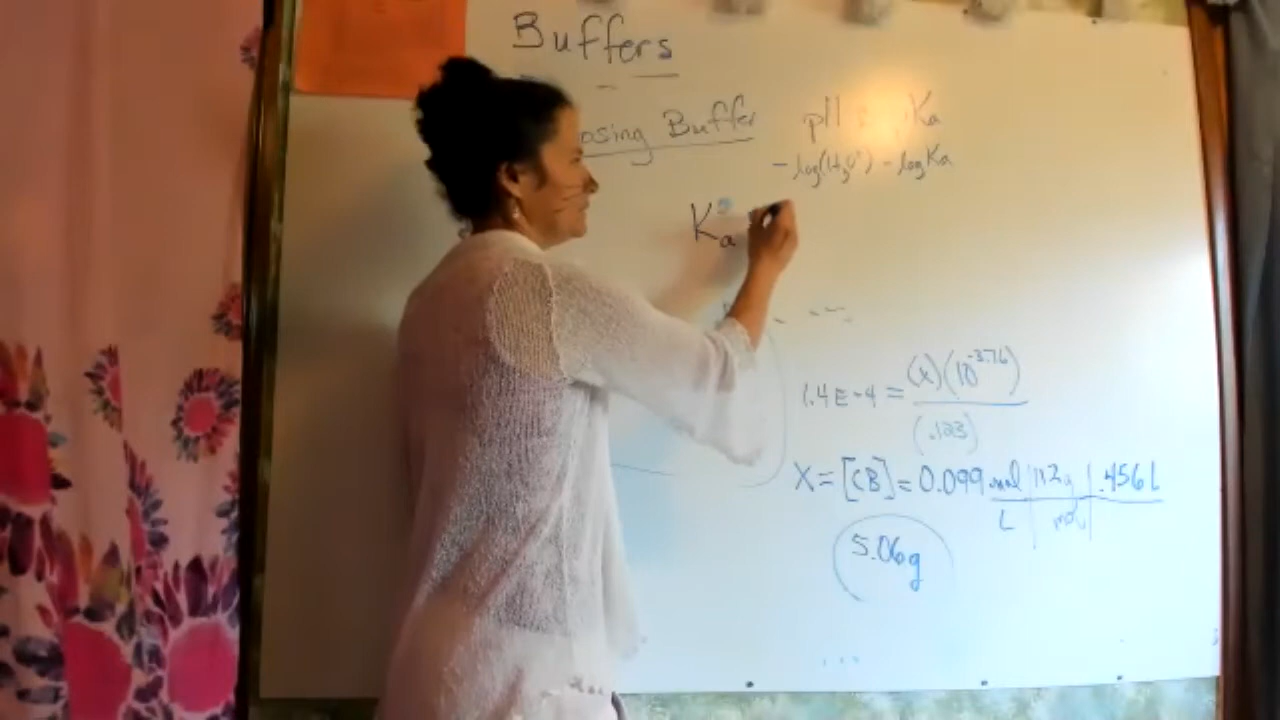 Buffers
osing Buffer
pH Ka
-log(H3O+) - log Ka
Ka
1.4E-4 = (x)(10^-3.76)
(.123)
X = [CB] = 0.099 mol 112g .456 L
L mol
5.06g